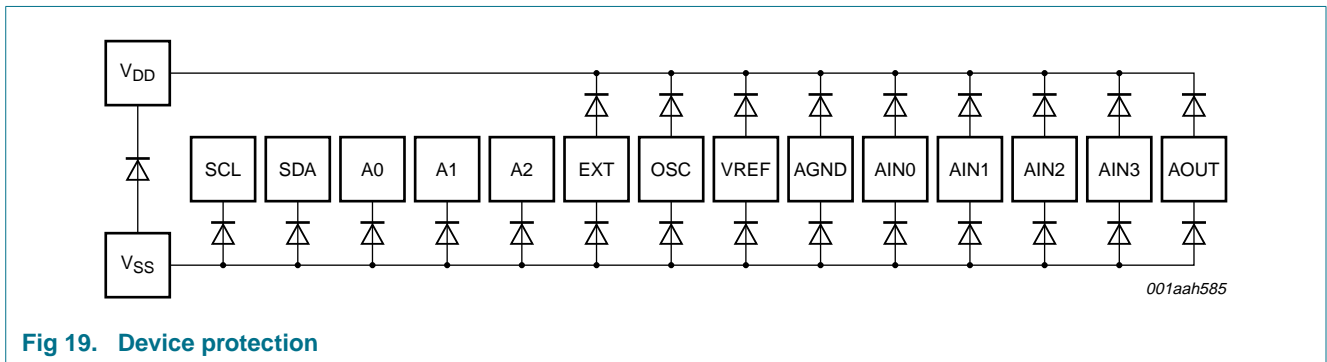 VDD
SCL SDA A0 A1 A2 EXT OSC VREF AGND AIN0 AIN1 AIN2 AIN3 AOUT
VSS
001aah585
Fig 19. Device protection